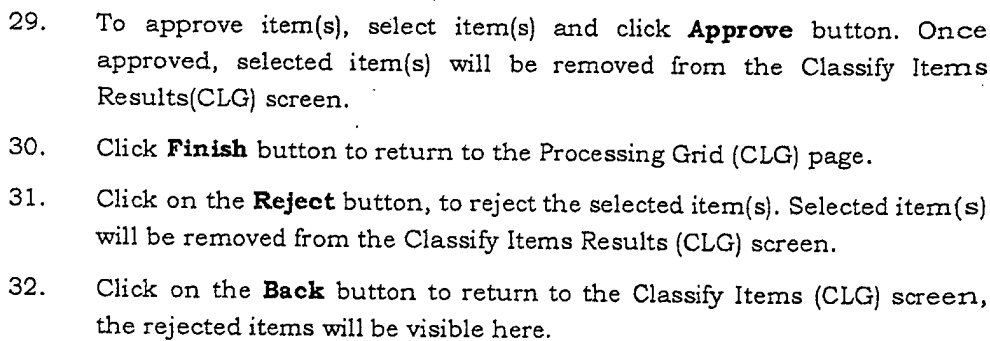 29. To approve item(s), select item(s) and click Approve button. Once
approved, selected item(s) will be removed from the Classify Items
Results(CLG) screen.
30. Click Finish button to return to the Processing Grid (CLG) page.
31. Click on the Reject button, to reject the selected item(s). Selected item(s)
will be removed from the Classify Items Results (CLG) screen.
32. Click on the Back button to return to the Classify Items (CLG) screen,
the rejected items will be visible here.